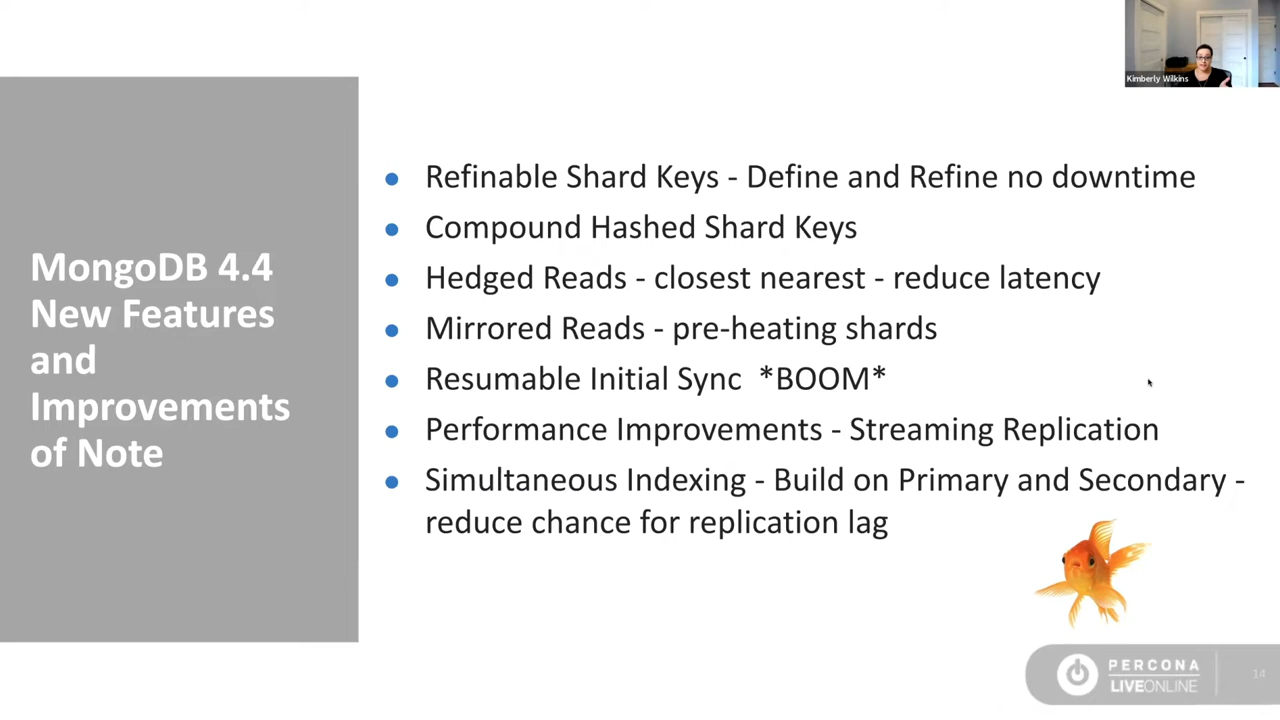 Kimberly Wilkins
MongoDB 4.4
New Features
and
Improvements
of Note
Refinable Shard Keys - Define and Refine no downtime
Compound Hashed Shard Keys
Hedged Reads - closest nearest - reduce latency
Mirrored Reads - pre-heating shards
Resumable Initial Sync *BOOM*
Performance Improvements - Streaming Replication
Simultaneous Indexing - Build on Primary and Secondary -
reduce chance for replication lag
PERCONA
LIVEONLINE
14